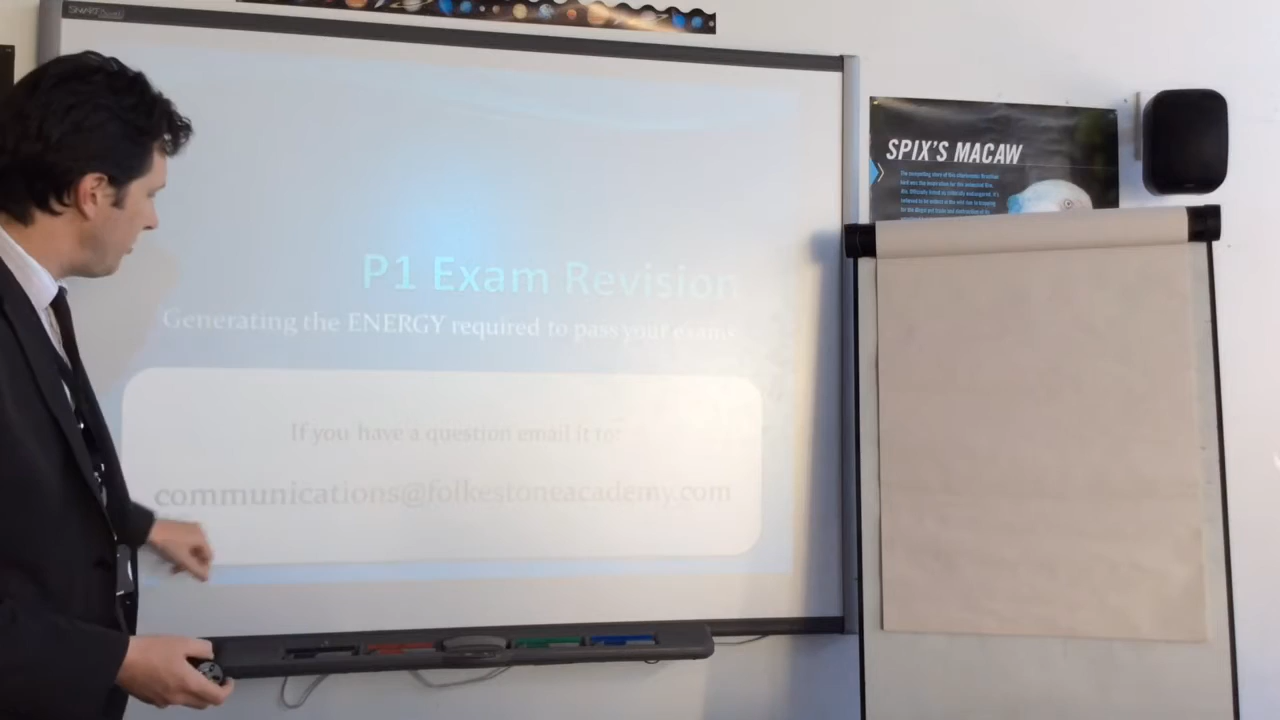 SMART
P1 Exam Revision
Generating the ENERGY required to pass your exams
If you have a question email it to:
communications@folkestoneacademy.com
SPIX'S MACAW